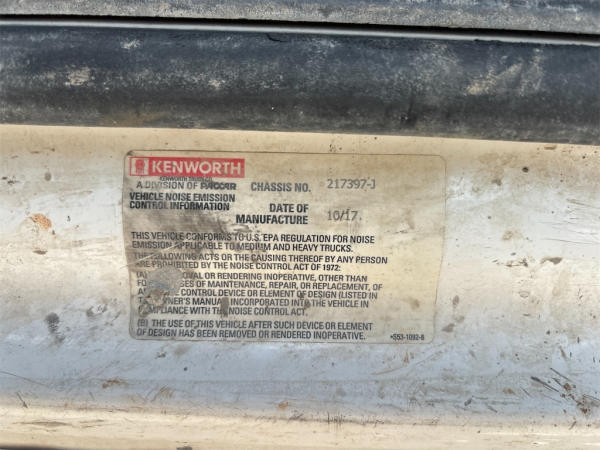 KENWORTH
KENWORTH TRUCK CO.
A DIVISION OF PACCAR
CHASSIS NO. 217397-J
VEHICLE NOISE EMISSION
CONTROL INFORMATION
DATE OF
MANUFACTURE 10/17.
THIS VEHICLE CONFORMS TO U.S. EPA REGULATION FOR NOISE
EMISSION APPLICABLE TO MEDIUM AND HEAVY TRUCKS.
THE FOLLOWING ACTS OR THE CAUSING THEREOF BY ANY PERSON
ARE PROHIBITED BY THE NOISE CONTROL ACT OF 1972:
(A) OVAL OR RENDERING INOPERATIVE, OTHER THAN
FO SES OF MAINTENANCE, REPAIR, OR REPLACEMENT, OF
CONTROL DEVICE OR ELEMENT OF DESIGN (LISTED IN
NER'S MANUAL) INCORPORATED INTO THE VEHICLE IN
COMPLIANCE WITH THE NOISE CONTROL ACT.
(B) THE USE OF THIS VEHICLE AFTER SUCH DEVICE OR ELEMENT
OF DESIGN HAS BEEN REMOVED OR RENDERED INOPERATIVE.
•553-1092-B